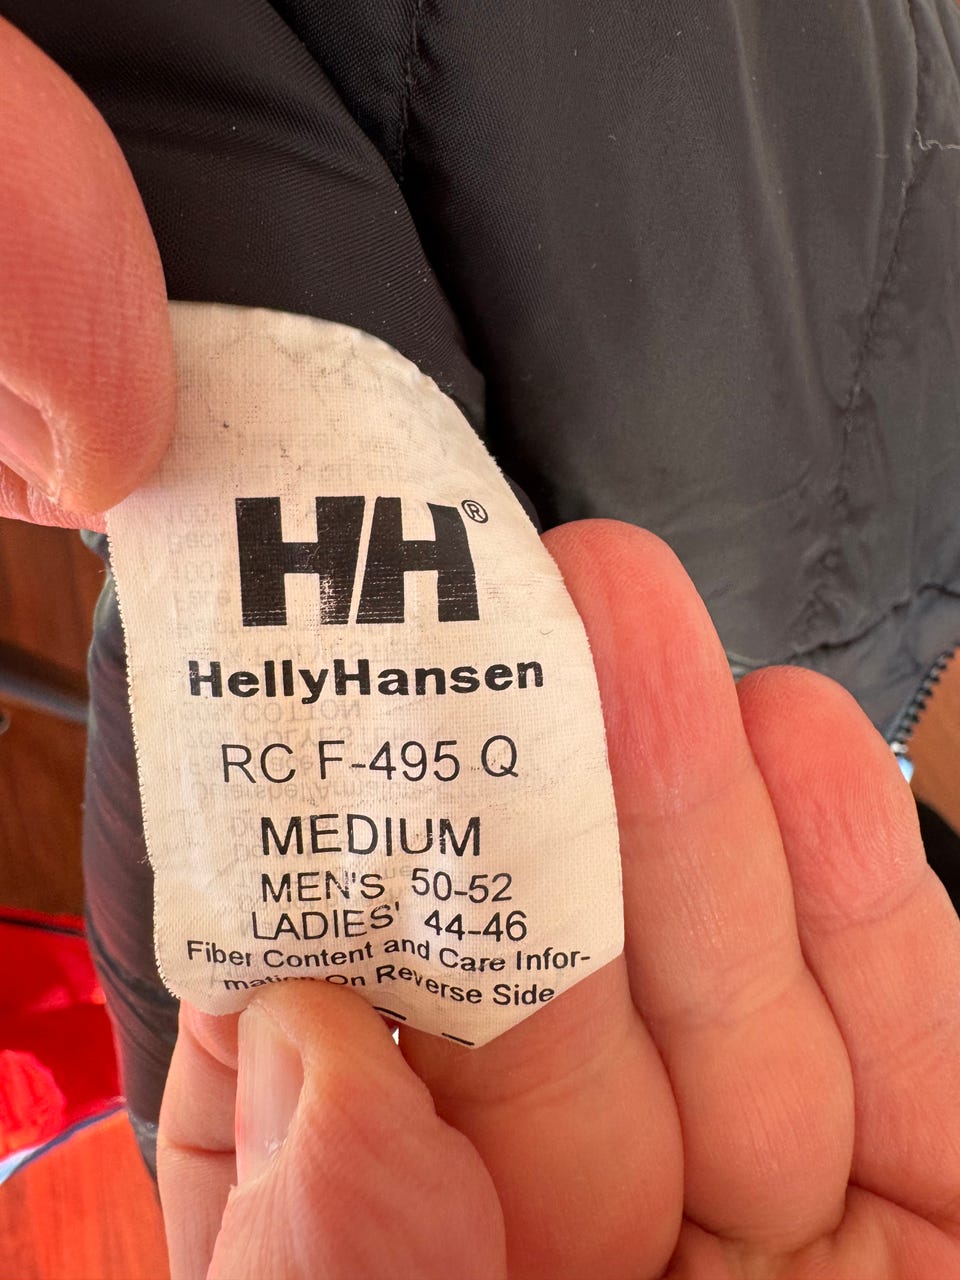 HH®
HellyHansen
RC F-495 Q
MEDIUM
MEN'S 50-52
LADIES' 44-46
Fiber Content and Care Infor-
mation On Reverse Side